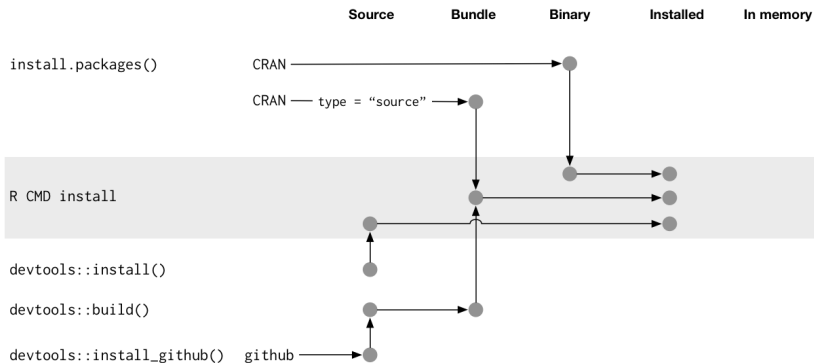 Source Bundle Binary Installed In memory
install.packages() CRAN
CRAN type = “source”
R CMD install
devtools::install()
devtools::build()
devtools::install_github() github